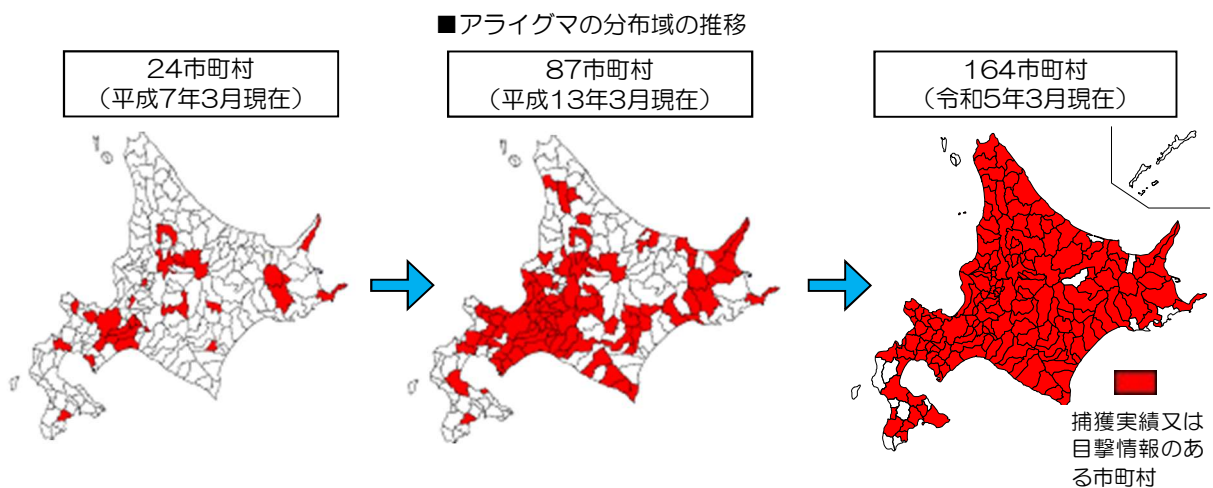 ■アライグマの分布域の推移
24市町村
（平成7年3月現在）
87市町村
（平成13年3月現在）
164市町村
（令和5年3月現在）
捕獲実績又は
目撃情報のあ
る市町村